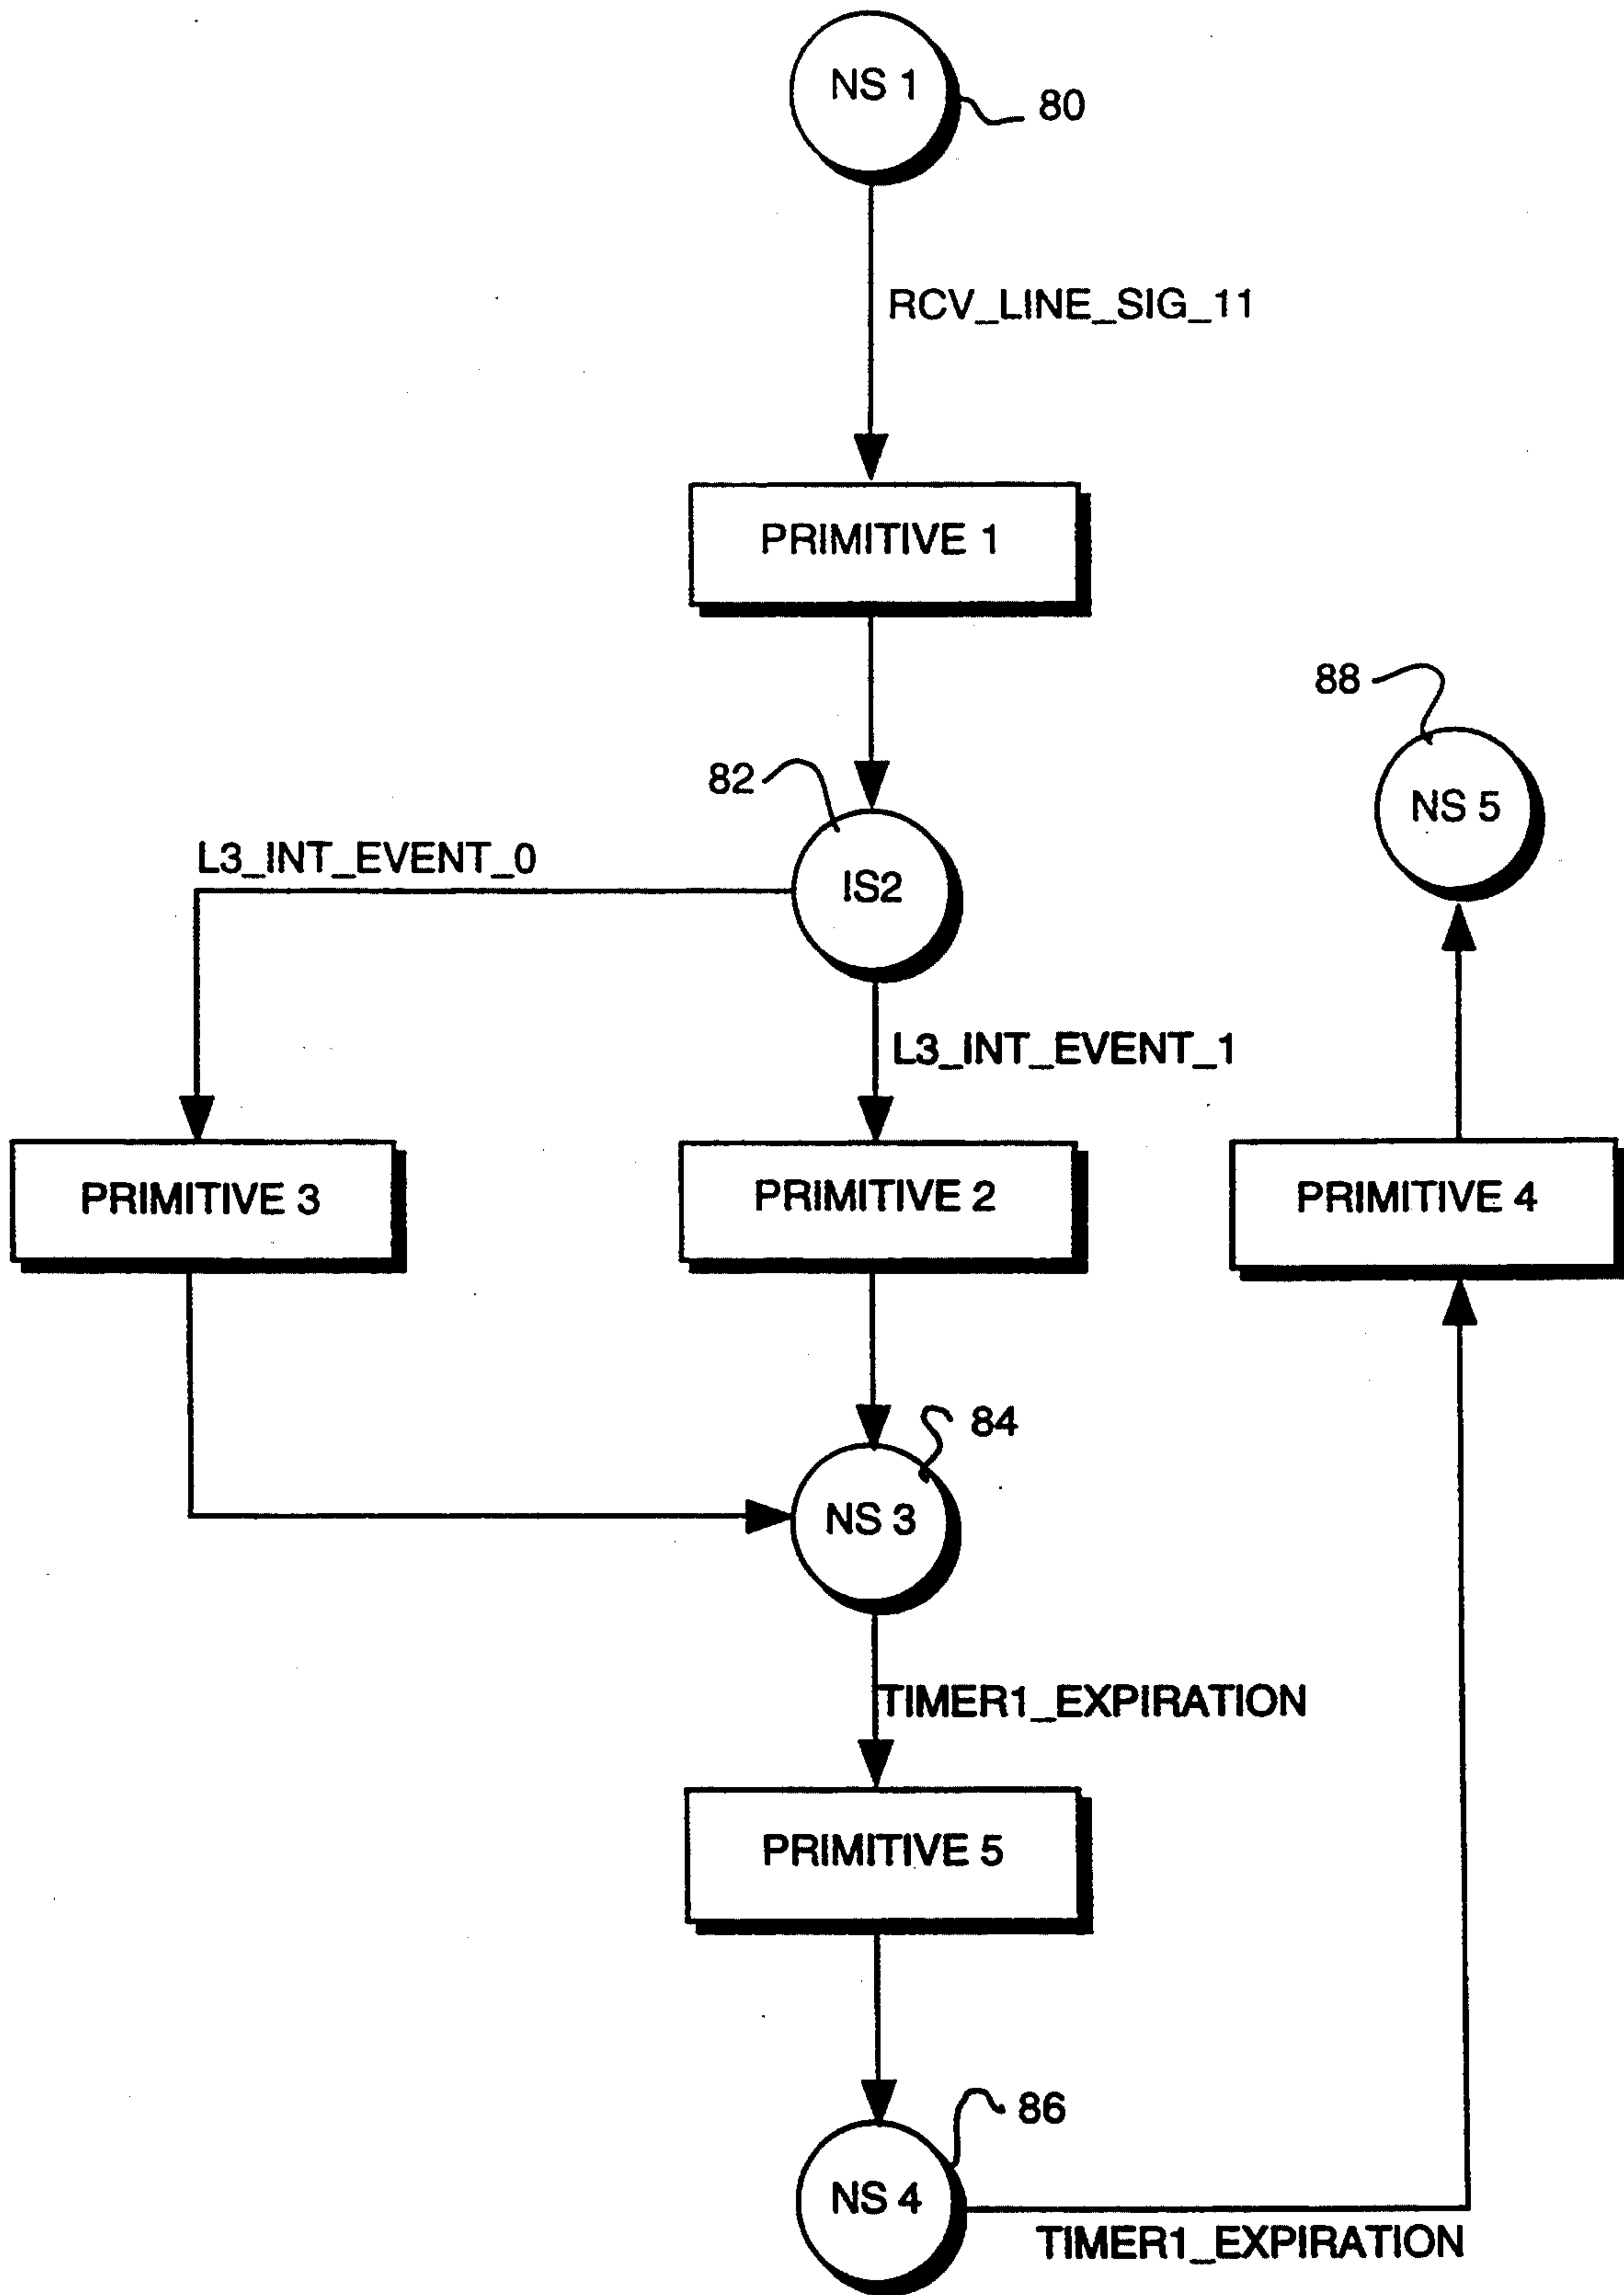 NS 1
80
RCV_LINE_SIG_11
PRIMITIVE 1
88
82
NS 5
L3_INT_EVENT_0
IS2
L3_INT_EVENT_1
PRIMITIVE 3
PRIMITIVE 2
PRIMITIVE 4
84
NS 3
TIMER1_EXPIRATION
PRIMITIVE 5
86
NS 4
TIMER1_EXPIRATION